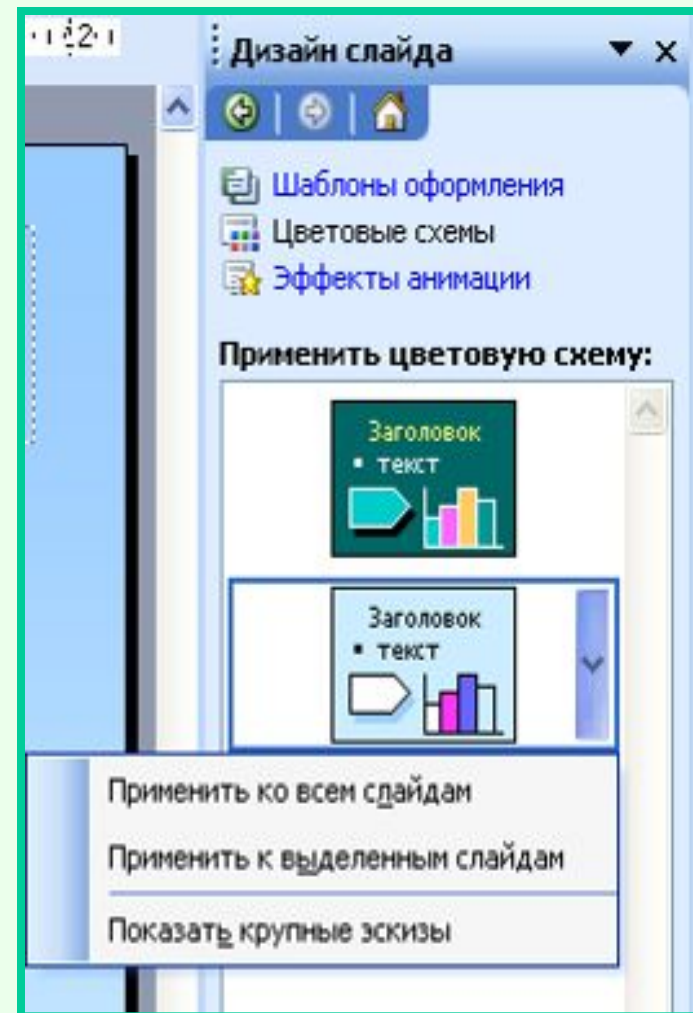 2
Дизайн слайда
Шаблоны оформления
Цветовые схемы
Эффекты анимации
Применить цветовую схему:
Заголовок
• текст
Заголовок
• текст
Применить ко всем слайдам
Применить к выделенным слайдам
Показать крупные эскизы